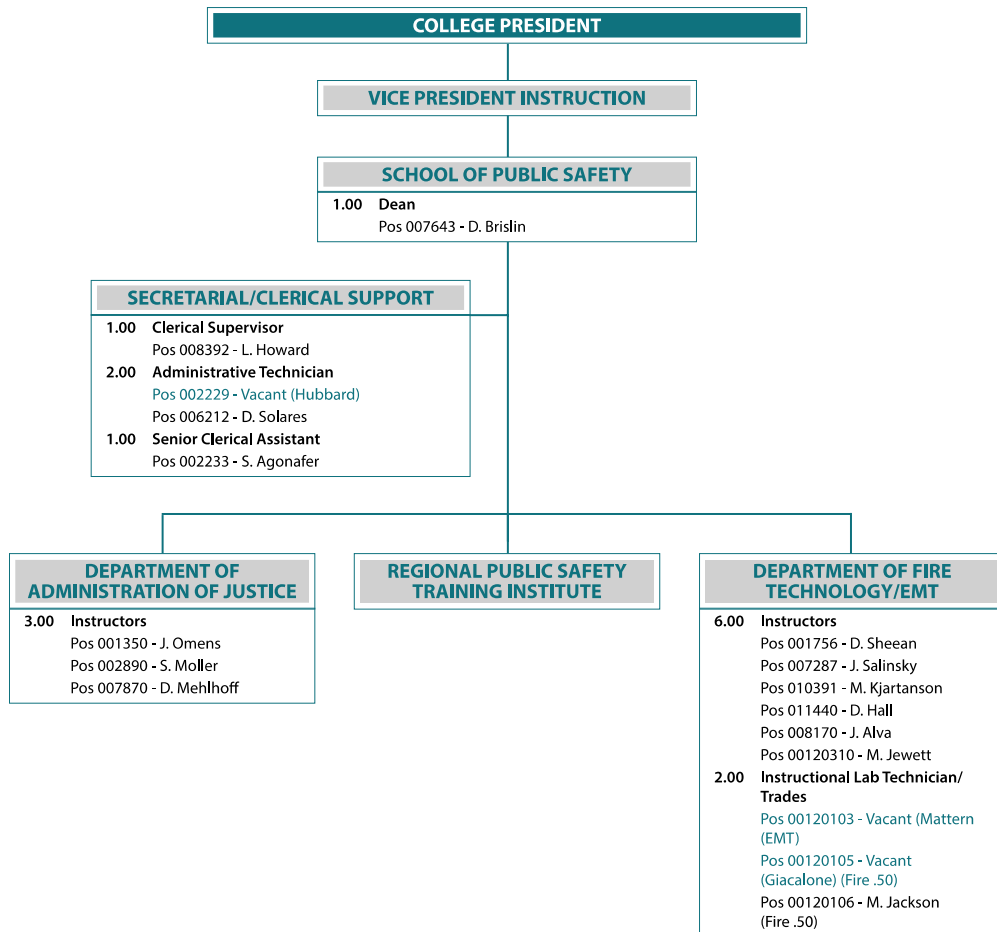 COLLEGE PRESIDENT
VICE PRESIDENT INSTRUCTION
SCHOOL OF PUBLIC SAFETY
1.00 Dean
Pos 007643 - D. Brislin
SECRETARIAL/CLERICAL SUPPORT
1.00 Clerical Supervisor
Pos 008392 - L. Howard
2.00 Administrative Technician
Pos 002229 - Vacant (Hubbard)
Pos 006212 - D. Solares
1.00 Senior Clerical Assistant
Pos 002233 - S. Agonafer
DEPARTMENT OF
ADMINISTRATION OF JUSTICE
3.00 Instructors
Pos 001350 - J. Omens
Pos 002890 - S. Moller
Pos 007870 - D. Mehlhoff
REGIONAL PUBLIC SAFETY
TRAINING INSTITUTE
DEPARTMENT OF FIRE
TECHNOLOGY/EMT
6.00 Instructors
Pos 001756 - D. Sheean
Pos 007287 - J. Salinsky
Pos 010391 - M. Kjartanson
Pos 011440 - D. Hall
Pos 008170 - J. Alva
Pos 00120310 - M. Jewett
2.00 Instructional Lab Technician/
Trades
Pos 00120103 - Vacant (Mattern
(EMT)
Pos 00120105 - Vacant
(Giacalone) (Fire .50)
Pos 00120106 - M. Jackson
(Fire .50)